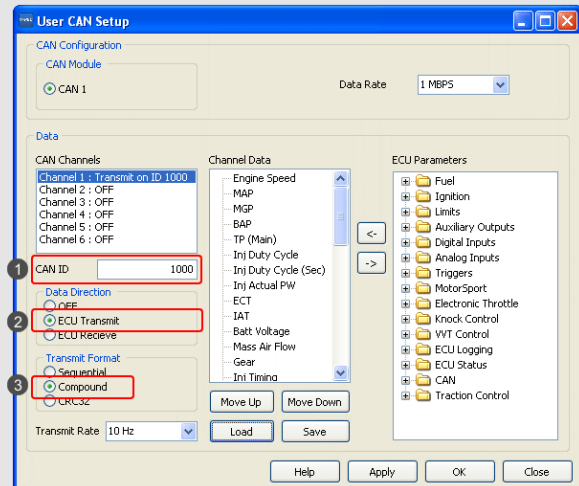 User CAN Setup
CAN Configuration
CAN Module
CAN 1
Data Rate
1 MBPS
Data
CAN Channels
Channel 1 : Transmit on ID 1000
Channel 2 : OFF
Channel 3 : OFF
Channel 4 : OFF
Channel 5 : OFF
Channel 6 : OFF
1
CAN ID
1000
Data Direction
OFF
2
ECU Transmit
ECU Recieve
Transmit Format
Sequential
3
Compound
CRC32
Transmit Rate
10 Hz
Channel Data
Engine Speed
MAP
MGP
BAP
TP (Main)
Inj Duty Cycle
Inj Duty Cycle (Sec)
Inj Actual PW
ECT
IAT
Batt Voltage
Mass Air Flow
Gear
Inj Timing
<-
->
Move Up
Move Down
Load
Save
ECU Parameters
Fuel
Ignition
Limits
Auxiliary Outputs
Digital Inputs
Analog Inputs
Triggers
MotorSport
Electronic Throttle
Knock Control
VVT Control
ECU Logging
ECU Status
CAN
Traction Control
Help
Apply
OK
Close